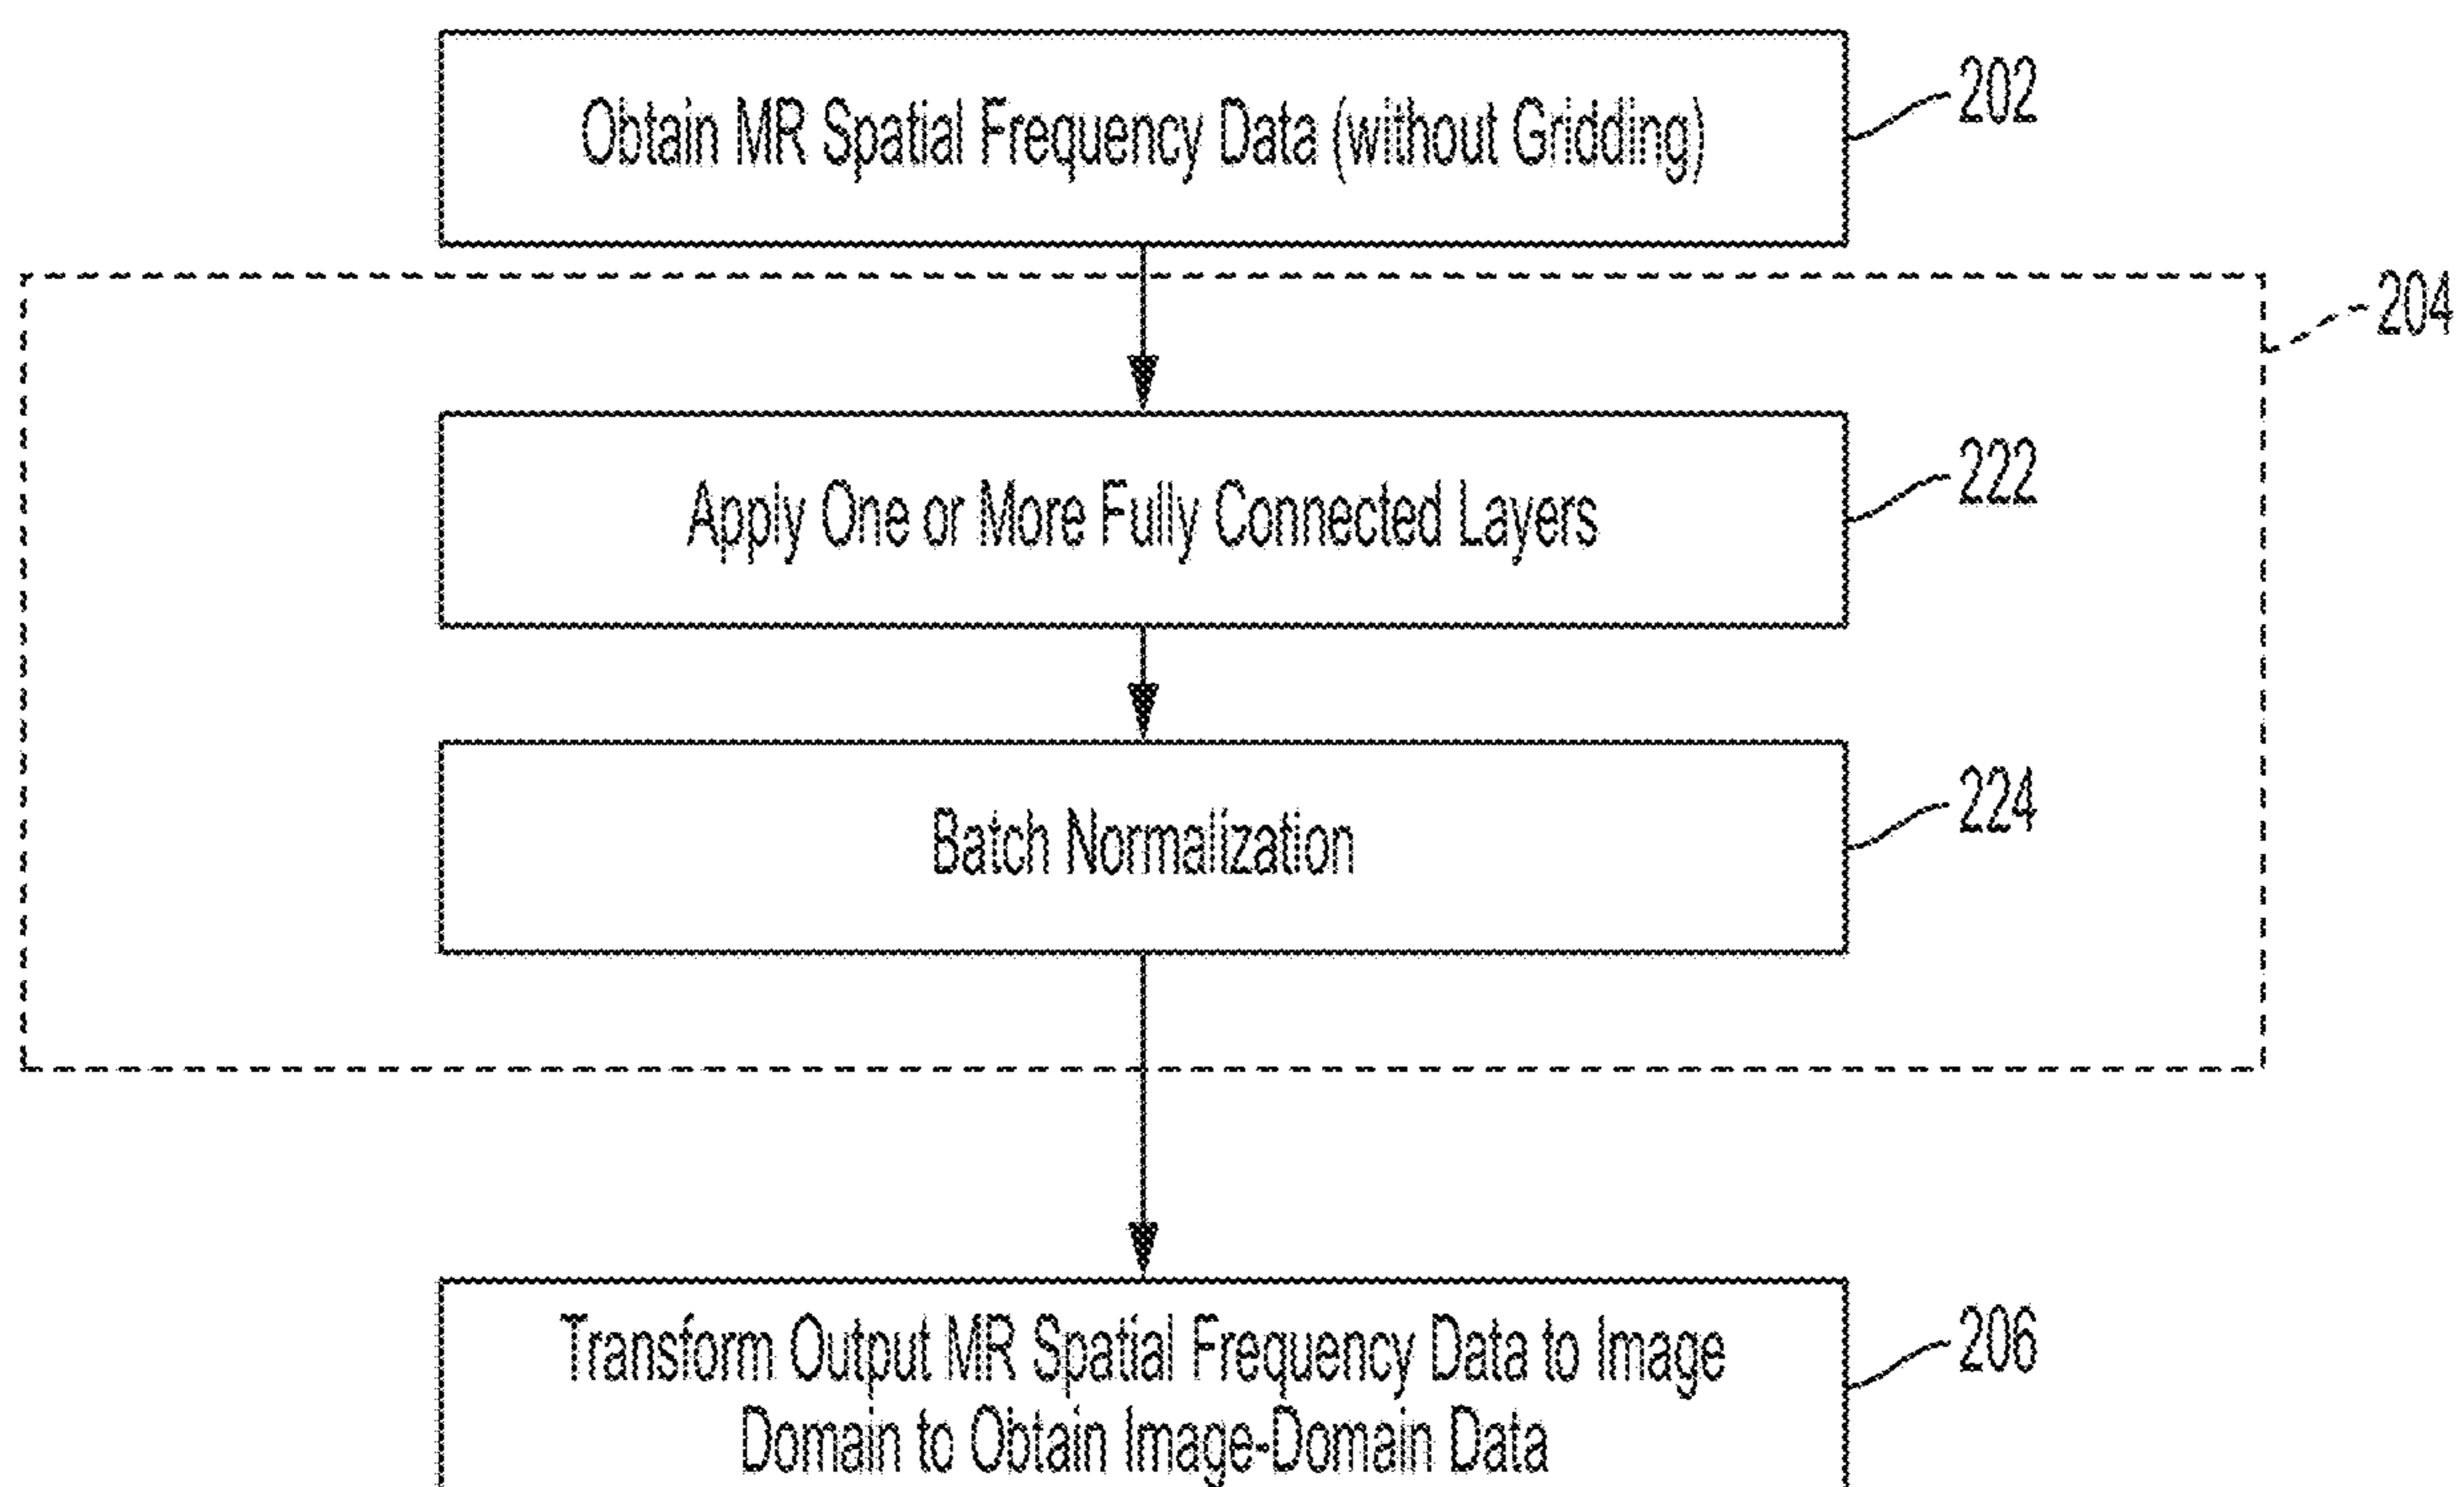 Obtain MR Spatial Frequency Data (without Gridding)
202
204
Apply One or More Fully Connected Layers
222
Batch Normalization
224
Transform Output MR Spatial Frequency Data to Image
Domain to Obtain Image-Domain Data
206